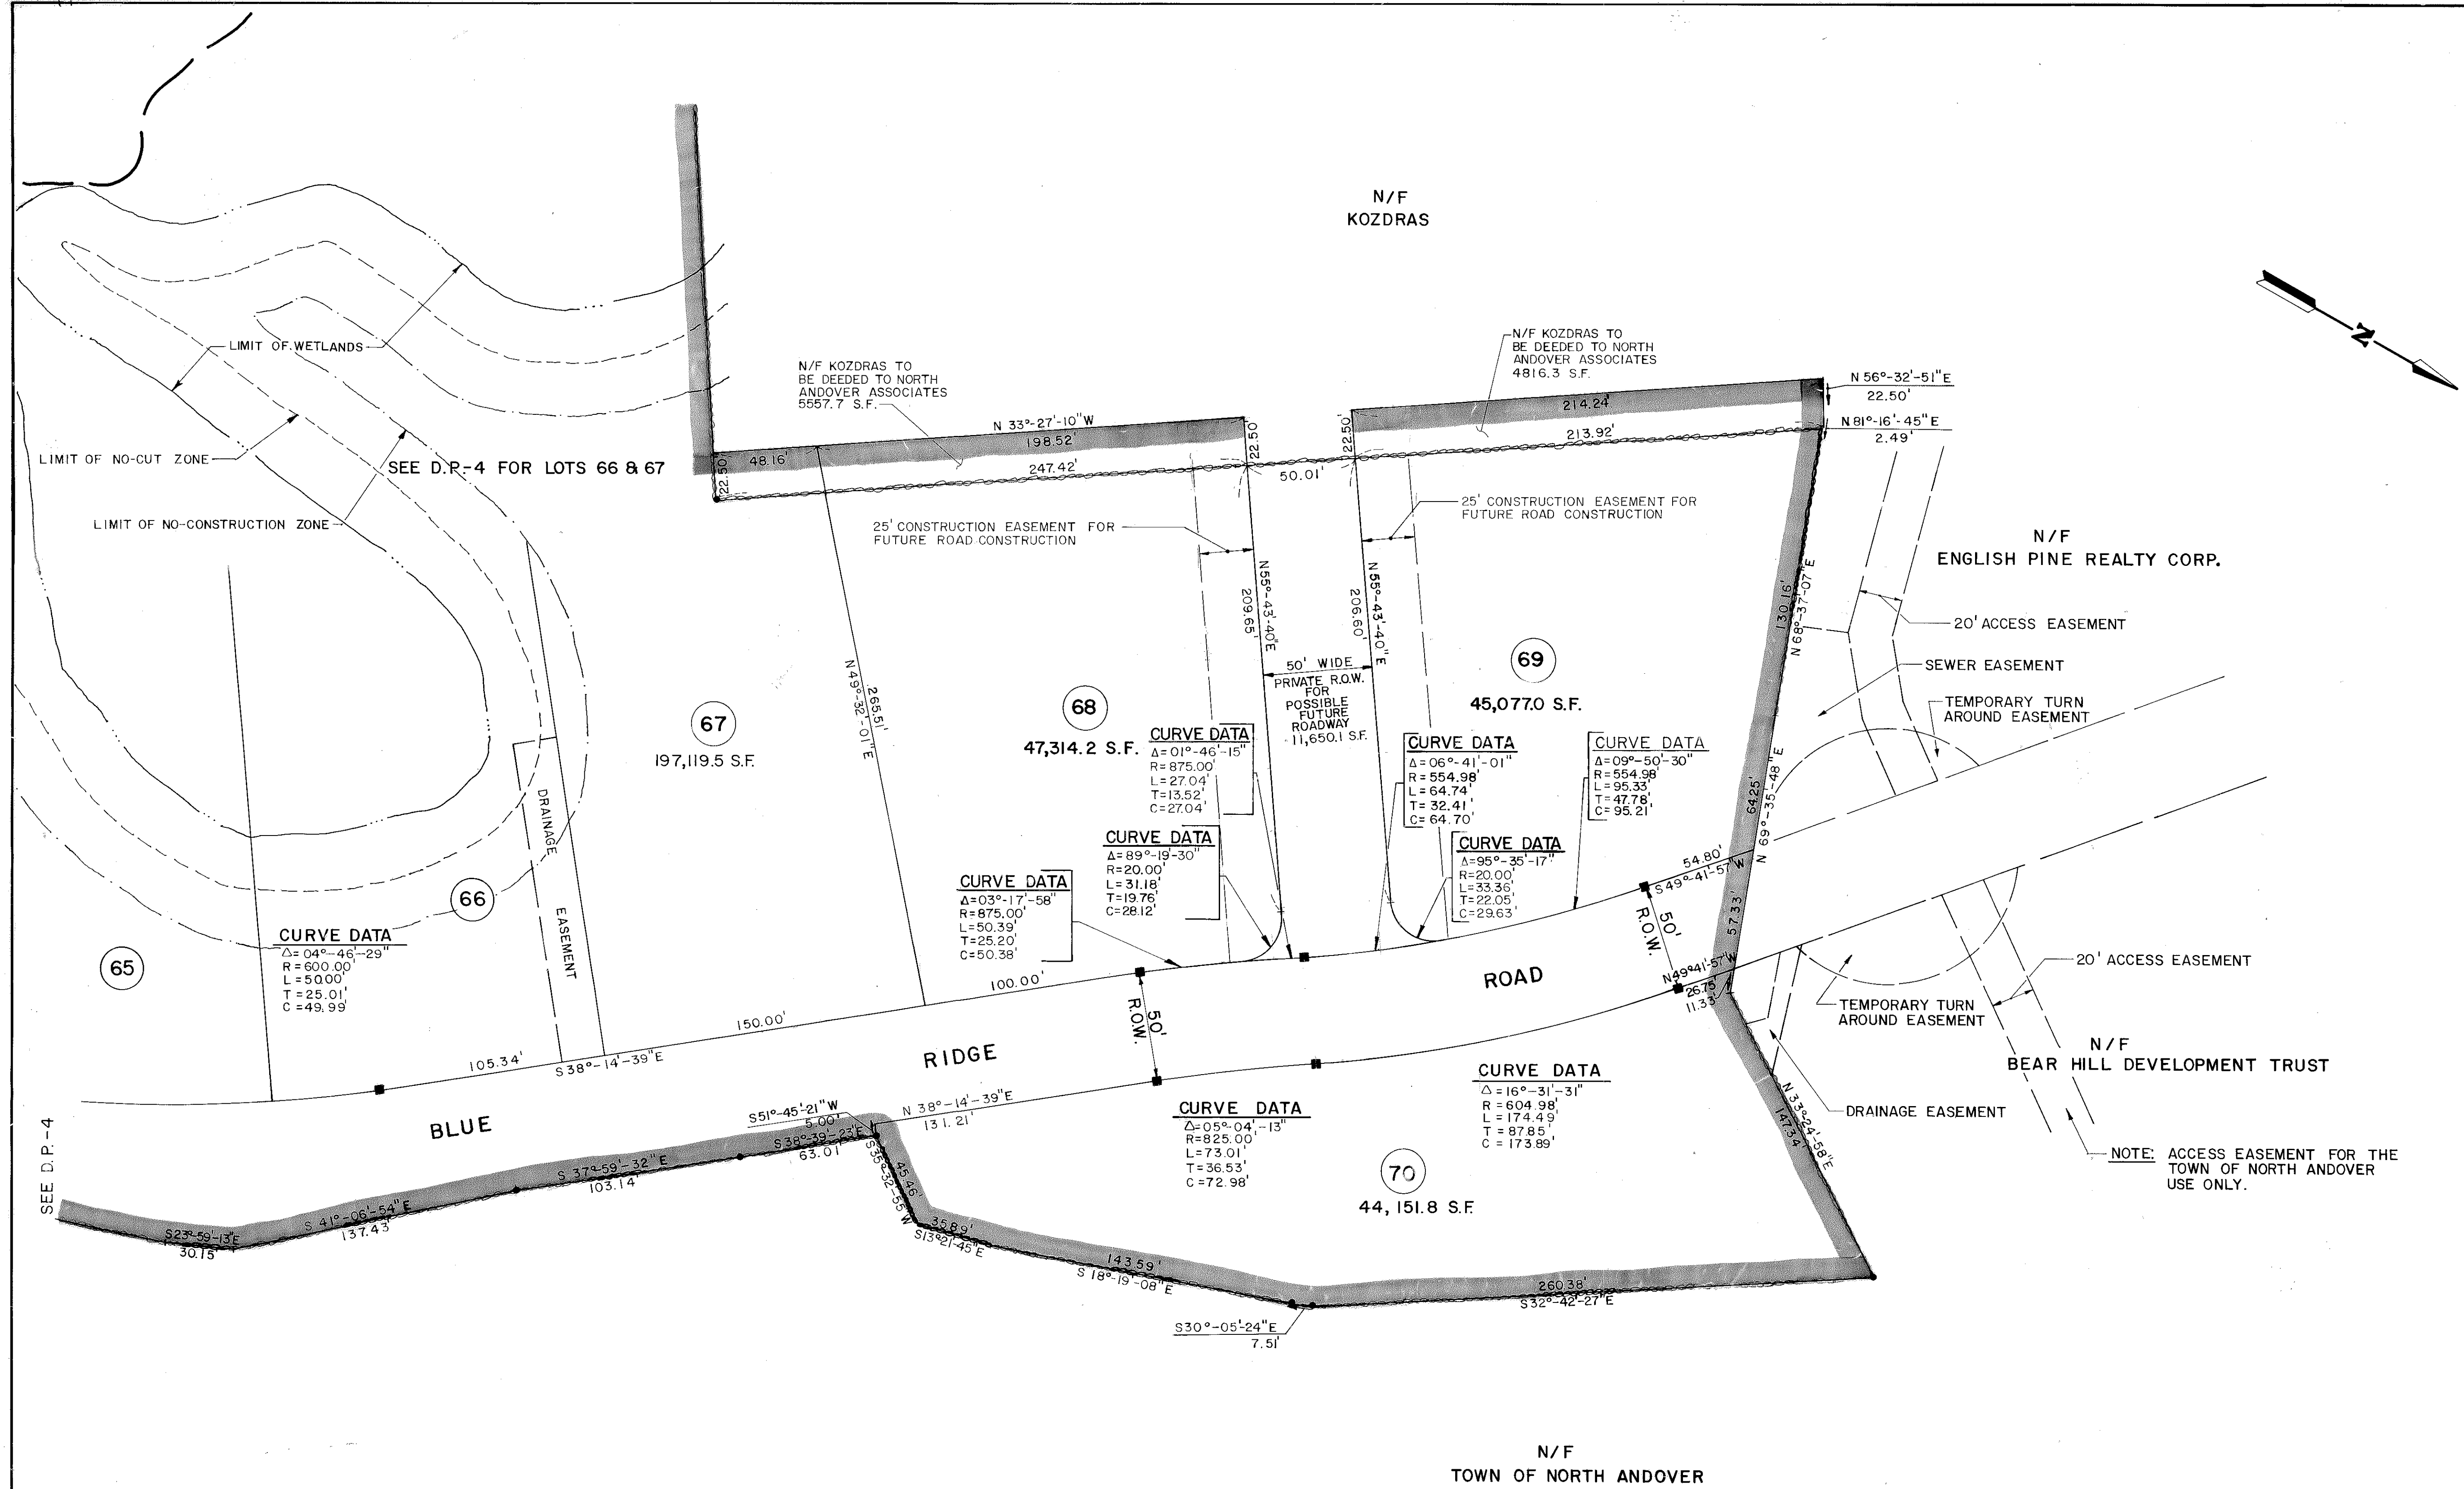 N/F
KOZDRAS
N
LIMIT OF WETLANDS
LIMIT OF NO-CUT ZONE
SEE D.P.-4 FOR LOTS 66 & 67
LIMIT OF NO-CONSTRUCTION ZONE
N/F KOZDRAS TO
BE DEEDED TO NORTH
ANDOVER ASSOCIATES
5557.7 S.F.
N/F KOZDRAS TO
BE DEEDED TO NORTH
ANDOVER ASSOCIATES
4816.3 S.F.
N 33°-27'-10" W
198.52'
48.16'
22.50'
247.42'
22.50'
50.01'
22.50'
214.24'
213.92'
N 56°-32'-51" E
22.50'
N 81°-16'-45" E
2.49'
25' CONSTRUCTION EASEMENT FOR
FUTURE ROAD CONSTRUCTION
25' CONSTRUCTION EASEMENT FOR
FUTURE ROAD CONSTRUCTION
N/F
ENGLISH PINE REALTY CORP.
20' ACCESS EASEMENT
SEWER EASEMENT
TEMPORARY TURN
AROUND EASEMENT
130.16'
N 68°-37'-07" E
64.25'
N 69°-35'-48" E
57.33'
N55°-43'-40"E
209.65'
N55°-43'-40"E
206.60'
50' WIDE
PRIVATE R.O.W.
FOR
POSSIBLE
FUTURE
ROADWAY
11,650.1 S.F.
265.51'
N49°-32'-01"E
67
197,119.5 S.F.
68
47,314.2 S.F.
69
45,077.0 S.F.
CURVE DATA
Δ=01°-46'-15"
R=875.00'
L=27.04'
T=13.52'
C=27.04'
CURVE DATA
Δ=06°-41'-01"
R=554.98'
L=64.74'
T=32.41'
C=64.70'
CURVE DATA
Δ=09°-50'-30"
R=554.98'
L=95.33'
T=47.78'
C=95.21'
CURVE DATA
Δ=89°-19'-30"
R=20.00'
L=31.18'
T=19.76'
C=28.12'
CURVE DATA
Δ=95°-35'-17"
R=20.00'
L=33.36'
T=22.05'
C=29.63'
CURVE DATA
Δ=03°-17'-58"
R=875.00'
L=50.39'
T=25.20'
C=50.38'
DRAINAGE
EASEMENT
66
65
CURVE DATA
Δ=04°-46'-29"
R=600.00'
L=50.00'
T=25.01'
C=49.99'
54.80'
S49°-41'-57"W
50'
R.O.W.
N49°41'-57"W
26.75'
11.33'
100.00'
150.00'
105.34'
S38°-14'-39"E
50'
R.O.W.
BLUE
RIDGE
ROAD
20' ACCESS EASEMENT
TEMPORARY TURN
AROUND EASEMENT
N/F
BEAR HILL DEVELOPMENT TRUST
DRAINAGE EASEMENT
NOTE: ACCESS EASEMENT FOR THE
TOWN OF NORTH ANDOVER
USE ONLY.
N 33°-24'-58"E
147.34'
CURVE DATA
Δ=16°-31'-31"
R=604.98'
L=174.49'
T=87.85'
C=173.89'
CURVE DATA
Δ=05°-04'-13"
R=825.00'
L=73.01'
T=36.53'
C=72.98'
S51°-45'-21"W
5.00'
N 38°-14'-39"E
131.21'
S38°-39'-23"E
63.01'
S 37°-59'-32"E
103.14'
S 41°-06'-54"E
137.43'
S23°-59'-13"E
30.15'
SEE D.P.-4
45.46'
S35°-32'-55"W
35.89'
S13°21'-45"E
143.59'
S 18°-19'-08"E
S30°-05'-24"E
7.51'
260.38'
S32°-42'-27"E
70
44,151.8 S.F.
N/F
TOWN OF NORTH ANDOVER